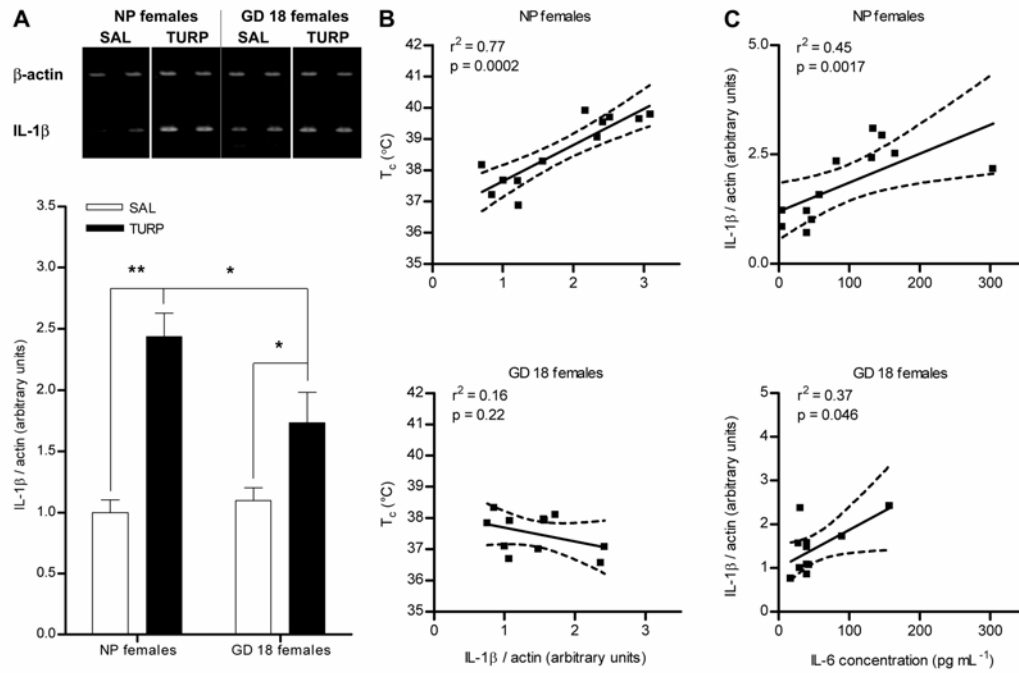 A
NP females GD 18 females
SAL TURP SAL TURP
β-actin
IL-1β
3.5
3.0
2.5
2.0
1.5
1.0
0.5
0.0
IL-1β / actin (arbitrary units)
SAL
TURP
** *
*
NP females GD 18 females
B
NP females
r² = 0.77
p = 0.0002
42
41
40
39
38
37
36
35
T_c (°C)
0 1 2 3
GD 18 females
r² = 0.16
p = 0.22
42
41
40
39
38
37
36
35
T_c (°C)
0 1 2 3
IL-1β / actin (arbitrary units)
C
NP females
r² = 0.45
p = 0.0017
5.0
2.5
0.0
IL-1β / actin (arbitrary units)
0 100 200 300
GD 18 females
r² = 0.37
p = 0.046
5
4
3
2
1
0
IL-1β / actin (arbitrary units)
0 100 200 300
IL-6 concentration (pg mL⁻¹)